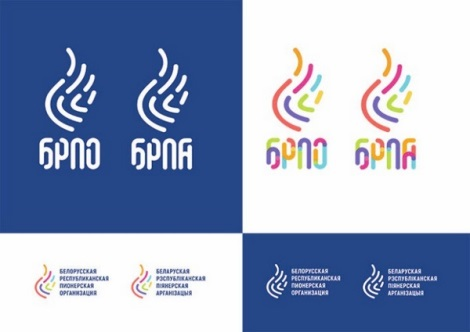 БРПО БРПА
БРПО БРПА
БЕЛОРУССКАЯ
РЕСПУБЛИКАНСКАЯ
ПИОНЕРСКАЯ
ОРГАНИЗАЦИЯ
БЕЛАРУСКАЯ
РЭСПУБЛІКАНСКАЯ
ПІЯНЕРСКАЯ
АРГАНІЗАЦЫЯ
БЕЛОРУССКАЯ
РЕСПУБЛИКАНСКАЯ
ПИОНЕРСКАЯ
ОРГАНИЗАЦИЯ
БЕЛАРУСКАЯ
РЭСПУБЛІКАНСКАЯ
ПІЯНЕРСКАЯ
АРГАНІЗАЦЫЯ